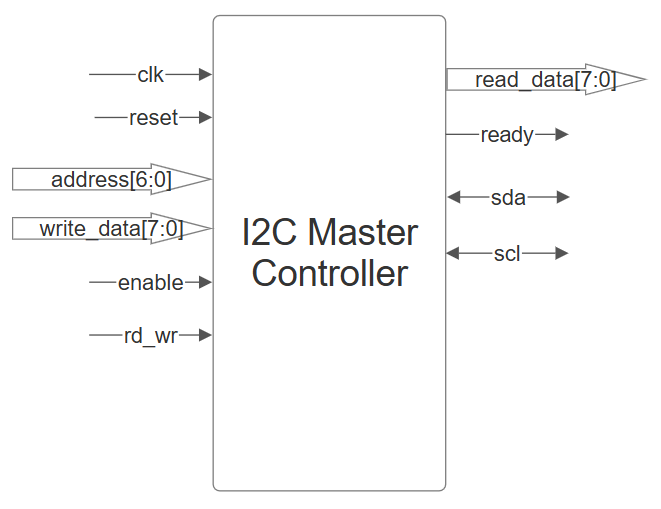 clk
reset
address[6:0]
write_data[7:0]
enable
rd_wr
I2C Master
Controller
read_data[7:0]
ready
sda
scl